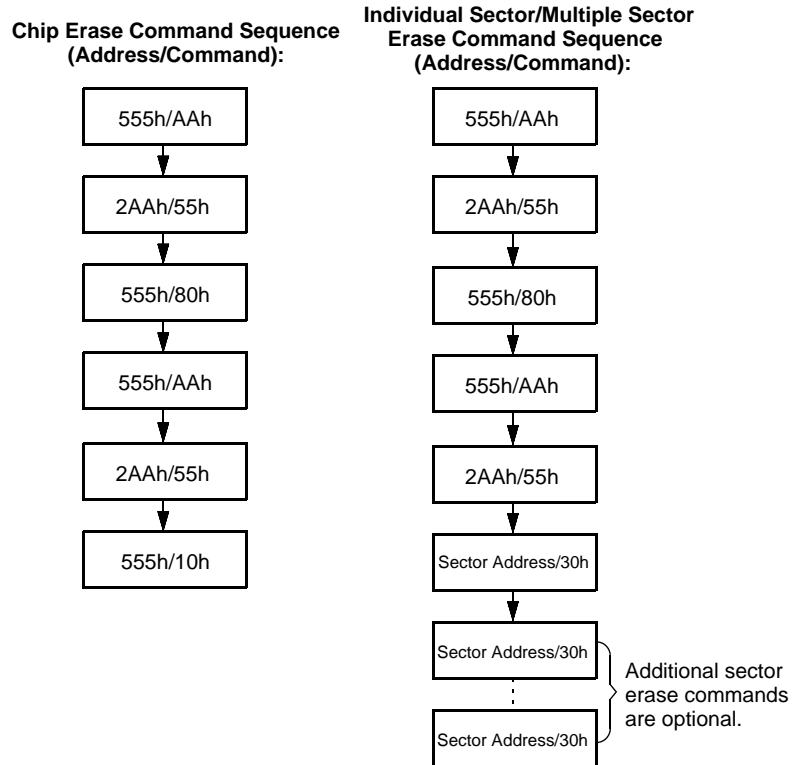 Chip Erase Command Sequence
(Address/Command):
555h/AAh
2AAh/55h
555h/80h
555h/AAh
2AAh/55h
555h/10h
Individual Sector/Multiple Sector
Erase Command Sequence
(Address/Command):
555h/AAh
2AAh/55h
555h/80h
555h/AAh
2AAh/55h
Sector Address/30h
Sector Address/30h
Sector Address/30h
Additional sector
erase commands
are optional.